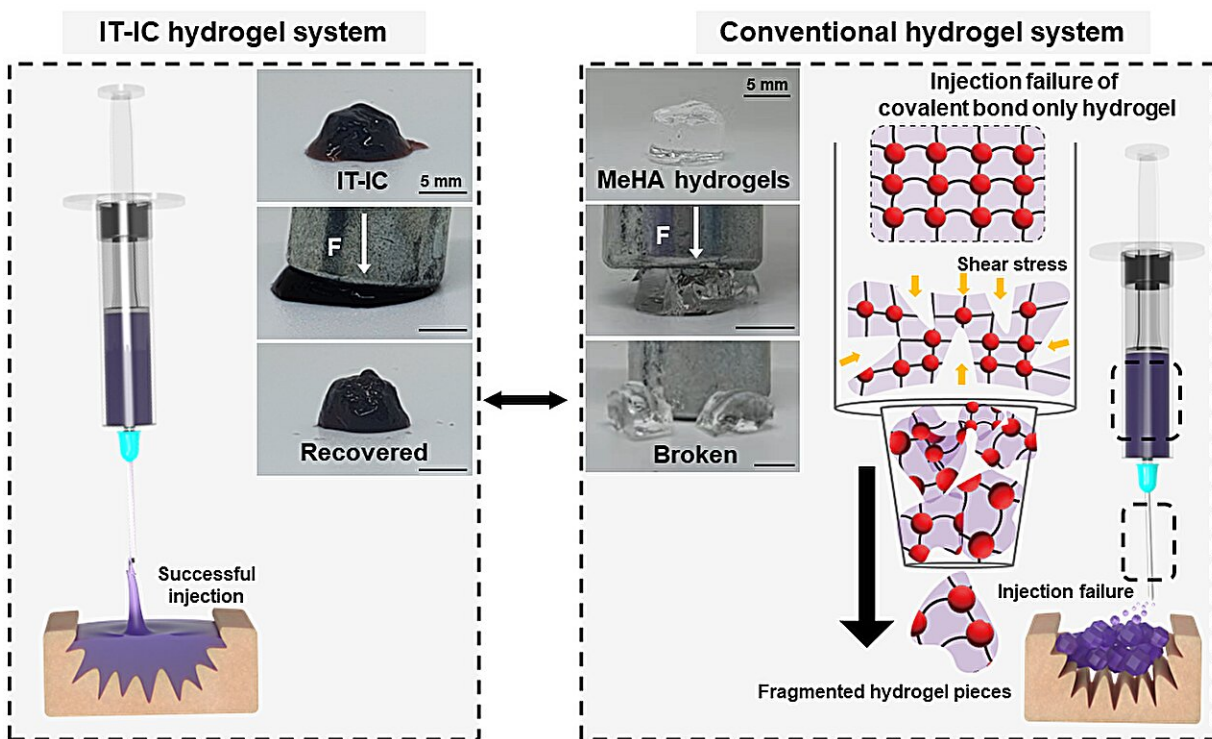 IT-IC hydrogel system
IT-IC
5 mm
F
Recovered
Successful
injection
Conventional hydrogel system
5 mm
MeHA hydrogels
F
Broken
Injection failure of
covalent bond only hydrogel
Shear stress
Injection failure
Fragmented hydrogel pieces